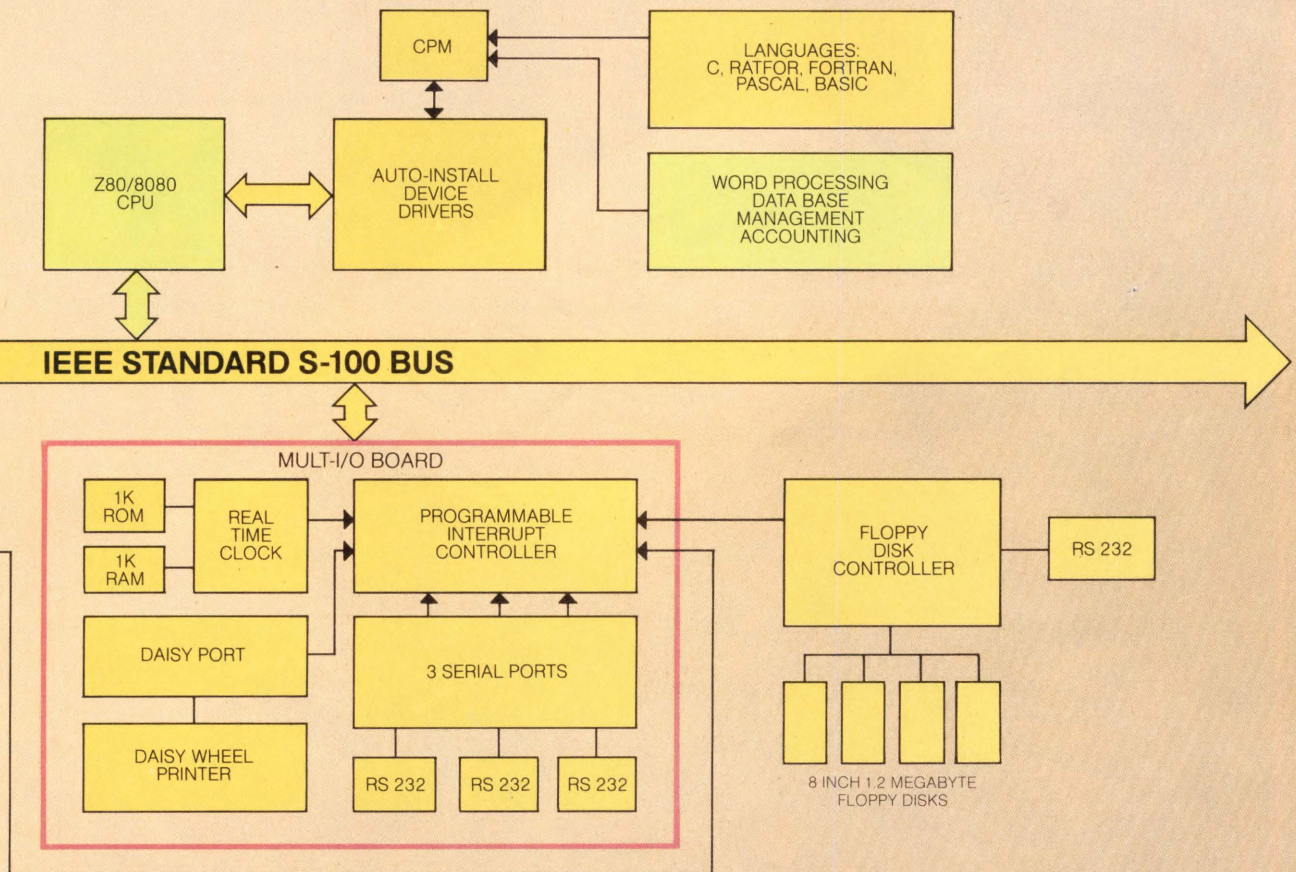 CPM
LANGUAGES:
C, RATFOR, FORTRAN,
PASCAL, BASIC
Z80/8080
CPU
AUTO-INSTALL
DEVICE
DRIVERS
WORD PROCESSING
DATA BASE
MANAGEMENT
ACCOUNTING
IEEE STANDARD S-100 BUS
MULT-I/O BOARD
1K
ROM
1K
RAM
REAL
TIME
CLOCK
PROGRAMMABLE
INTERRUPT
CONTROLLER
FLOPPY
DISK
CONTROLLER
RS 232
DAISY PORT
3 SERIAL PORTS
DAISY WHEEL
PRINTER
RS 232
RS 232
RS 232
8 INCH 1.2 MEGABYTE
FLOPPY DISKS